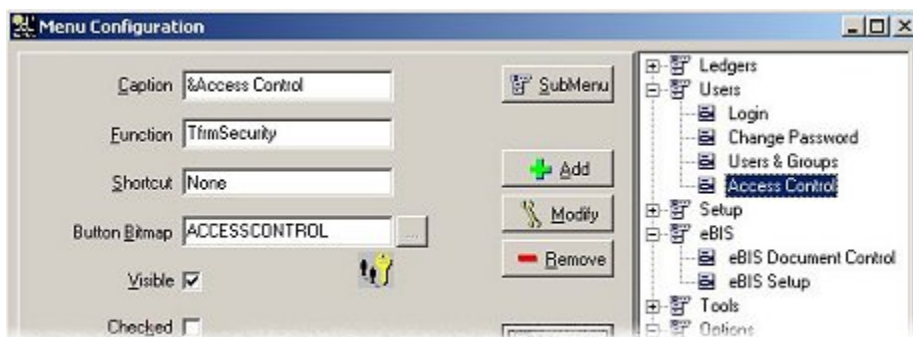 Menu Configuration
Caption &Access Control
SubMenu
Function TfrmSecurity
Shortcut None
Add
Button Bitmap ACCESSCONTROL ...
Modify
Visible
Remove
Checked
Ledgers
Users
Login
Change Password
Users & Groups
Access Control
Setup
eBIS
eBIS Document Control
eBIS Setup
Tools
Options